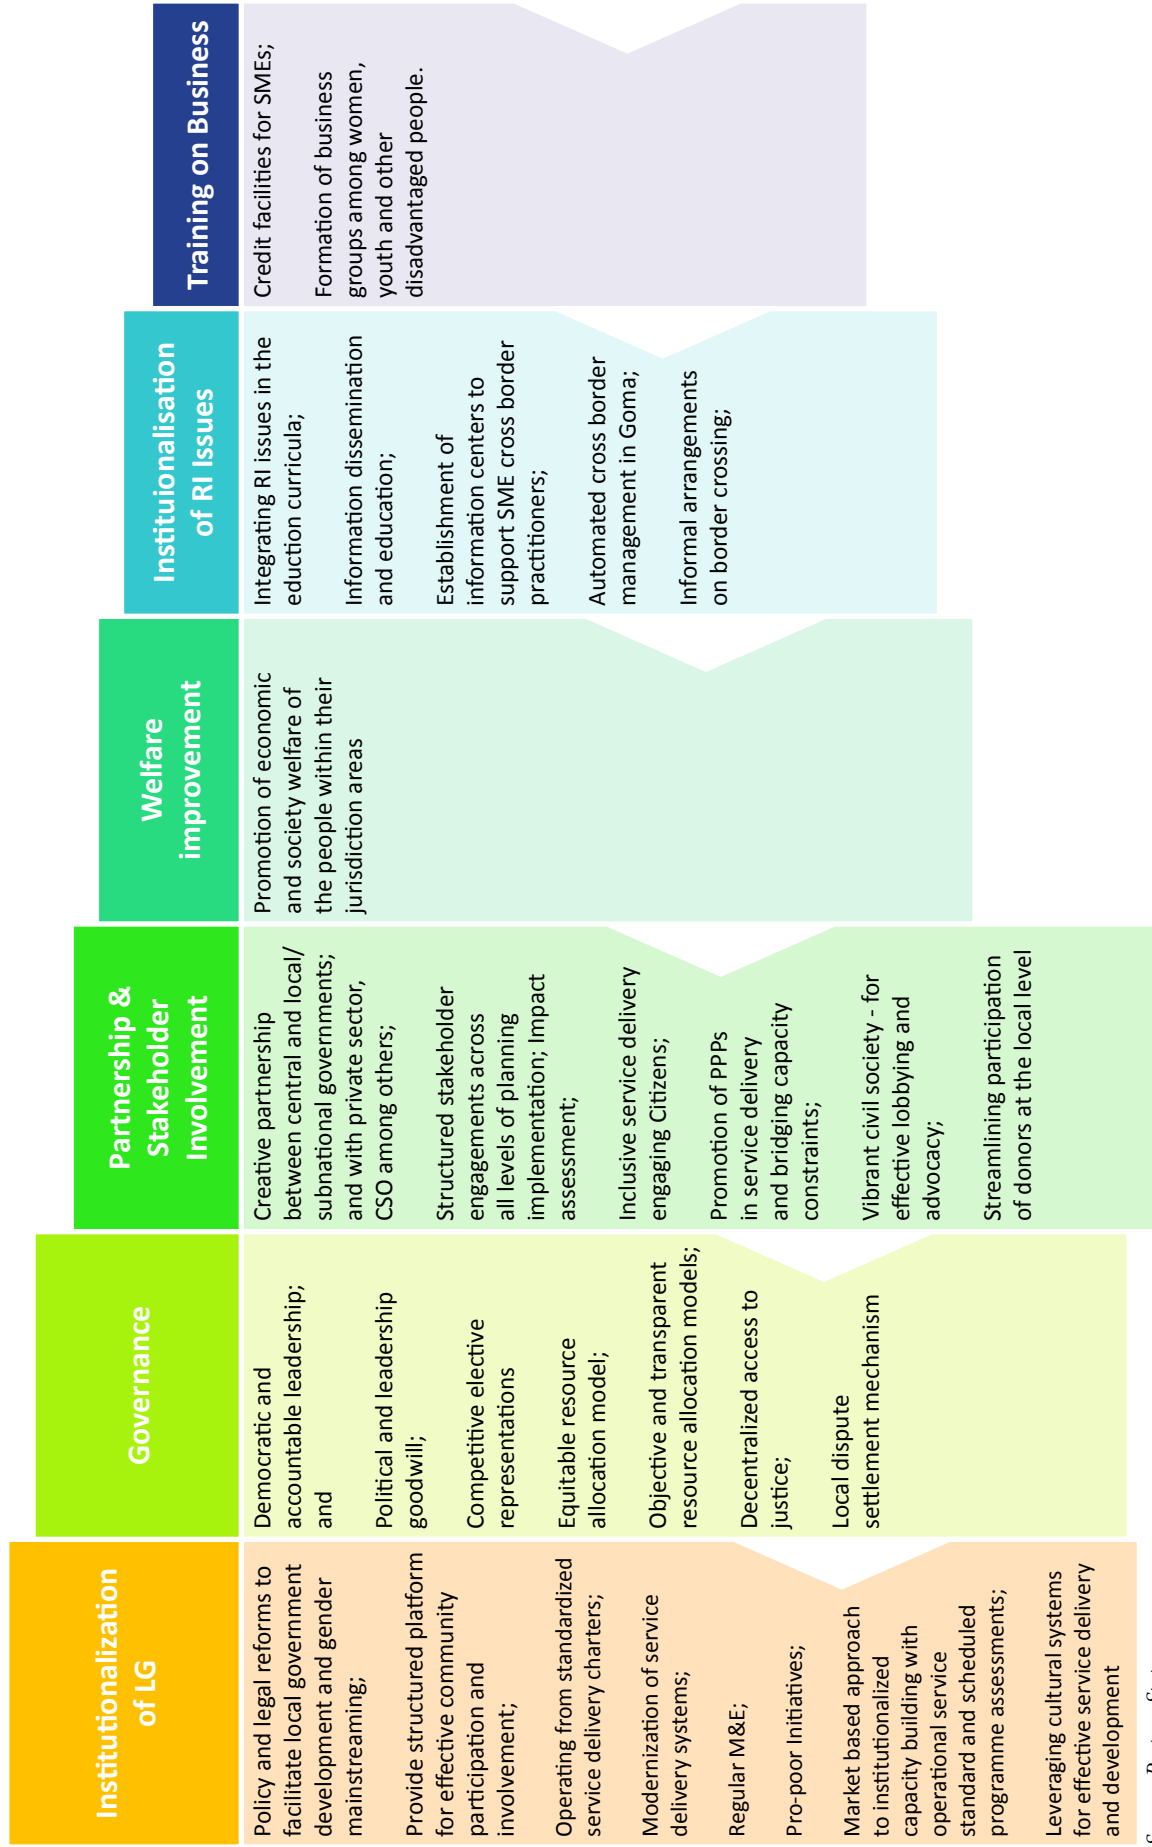 Institutionalization
of LG
Policy and legal reforms to
facilitate local government
development and gender
mainstreaming;
Provide structured platform
for effective community
participation and
involvement;
Operating from standardized
service delivery charters;
Modernization of service
delivery systems;
Regular M&E;
Pro-poor Initiatives;
Market based approach
to institutionalized
capacity building with
operational service
standard and scheduled
programme assessments;
Leveraging cultural systems
for effective service delivery
and development
Governance
Democratic and
accountable leadership;
and
Political and leadership
goodwill;
Competitive elective
representations
Equitable resource
allocation model;
Objective and transparent
resource allocation models;
Decentralized access to
justice;
Local dispute
settlement mechanism
Partnership &
Stakeholder
Involvement
Creative partnership
between central and local/
subnational governments;
and with private sector,
CSO among others;
Structured stakeholder
engagements across
all levels of planning
implementation; Impact
assessment;
Inclusive service delivery
engaging Citizens;
Promotion of PPPs
in service delivery
and bridging capacity
constraints;
Vibrant civil society - for
effective lobbying and
advocacy;
Streamlining participation
of donors at the local level
Welfare
improvement
Promotion of economic
and society welfare of
the people within their
jurisdiction areas
Instituionalisation
of RI Issues
Integrating RI issues in the
eduction curricula;
Information dissemination
and education;
Establishment of
information centers to
support SME cross border
practitioners;
Automated cross border
management in Goma;
Informal arrangements
on border crossing;
Training on Business
Credit facilities for SMEs;
Formation of business
groups among women,
youth and other
disadvantaged people.